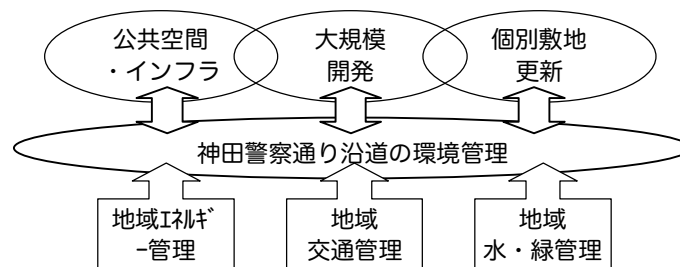 公共空間
・インフラ
大規模
開発
個別敷地
更新
神田警察通り沿道の環境管理
地域ｴﾈﾙｷﾞ
ｰ管理
地域
交通管理
地域
水・緑管理